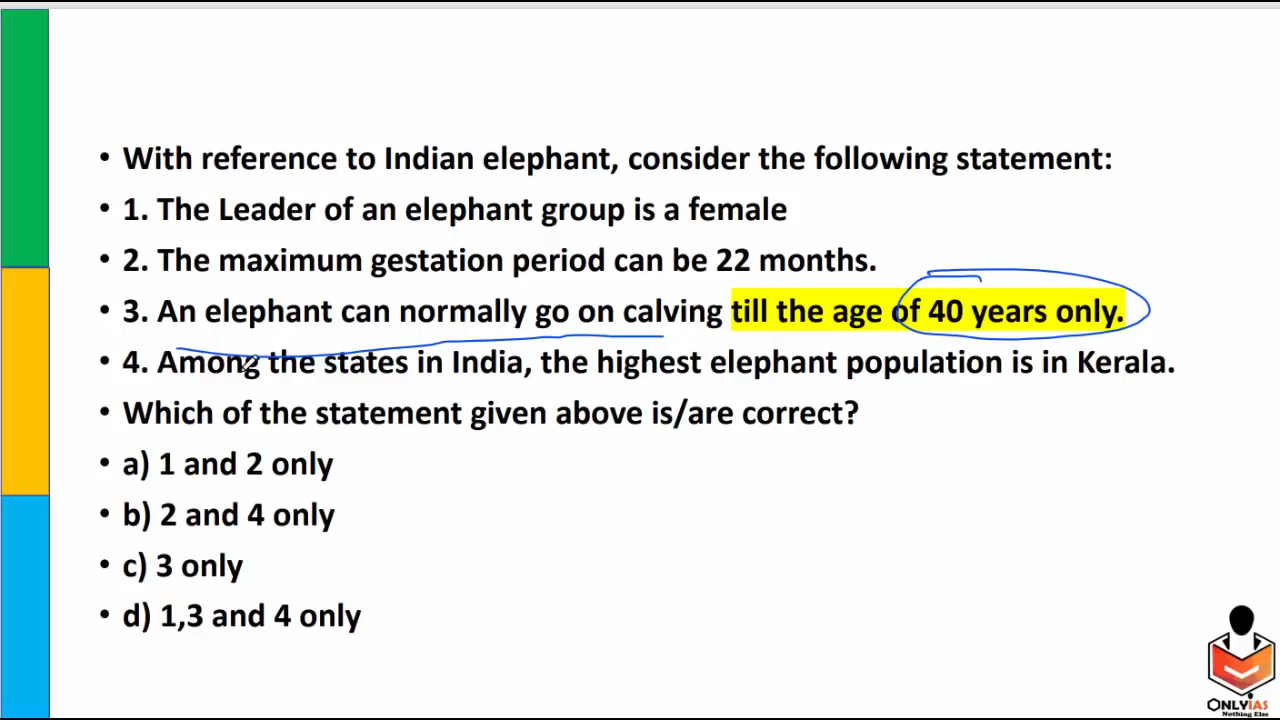 • With reference to Indian elephant, consider the following statement:
• 1. The Leader of an elephant group is a female
• 2. The maximum gestation period can be 22 months.
• 3. An elephant can normally go on calving till the age of 40 years only.
• 4. Among the states in India, the highest elephant population is in Kerala.
• Which of the statement given above is/are correct?
• a) 1 and 2 only
• b) 2 and 4 only
• c) 3 only
• d) 1,3 and 4 only
ONLYIAS
Nothing Else